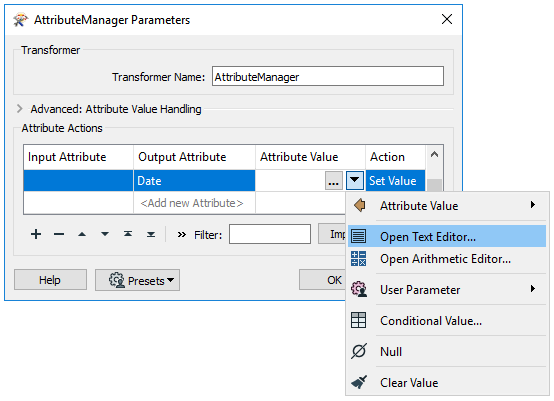 AttributeManager Parameters
Transformer
Transformer Name: AttributeManager
Advanced: Attribute Value Handling
Attribute Actions
Input Attribute Output Attribute Attribute Value Action
Date ... Set Value
<Add new Attribute>
Filter: Imp
Help Presets OK
Attribute Value
Open Text Editor...
Open Arithmetic Editor...
User Parameter
Conditional Value...
Null
Clear Value